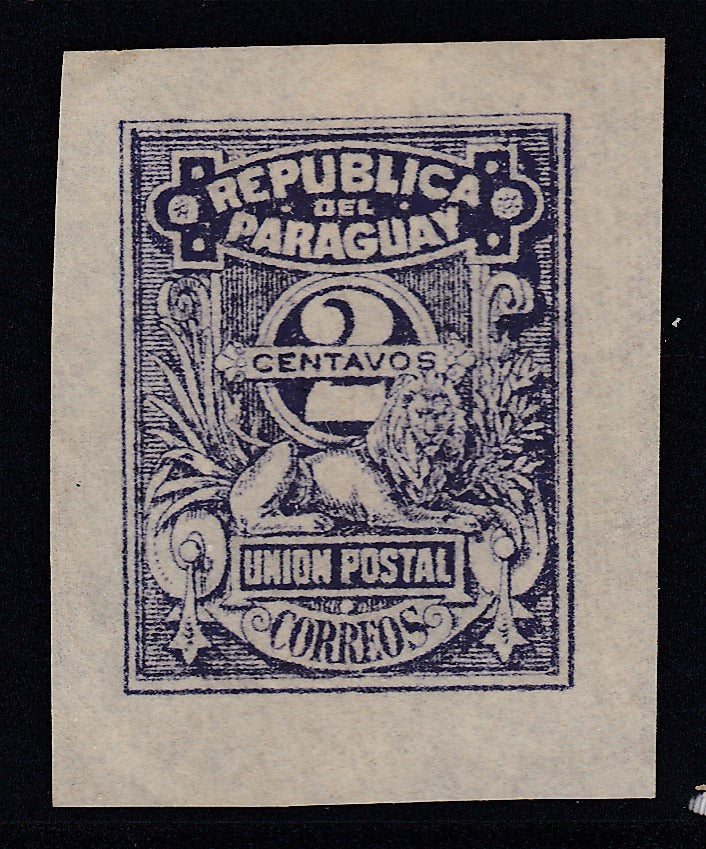 REPUBLICA
DEL
PARAGUAY
2
CENTAVOS
UNION POSTAL
CORREOS